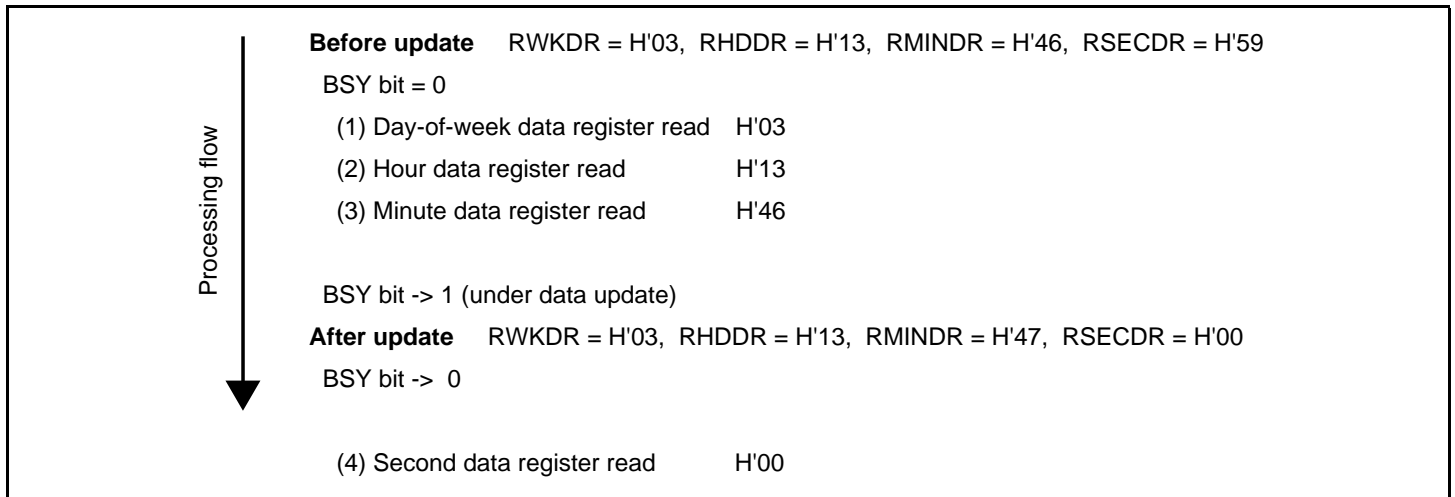 Processing flow
Before update RWKDR = H'03, RHDDR = H'13, RMINDR = H'46, RSECDR = H'59
BSY bit = 0
(1) Day-of-week data register read H'03
(2) Hour data register read H'13
(3) Minute data register read H'46
BSY bit -> 1 (under data update)
After update RWKDR = H'03, RHDDR = H'13, RMINDR = H'47, RSECDR = H'00
BSY bit -> 0
(4) Second data register read H'00